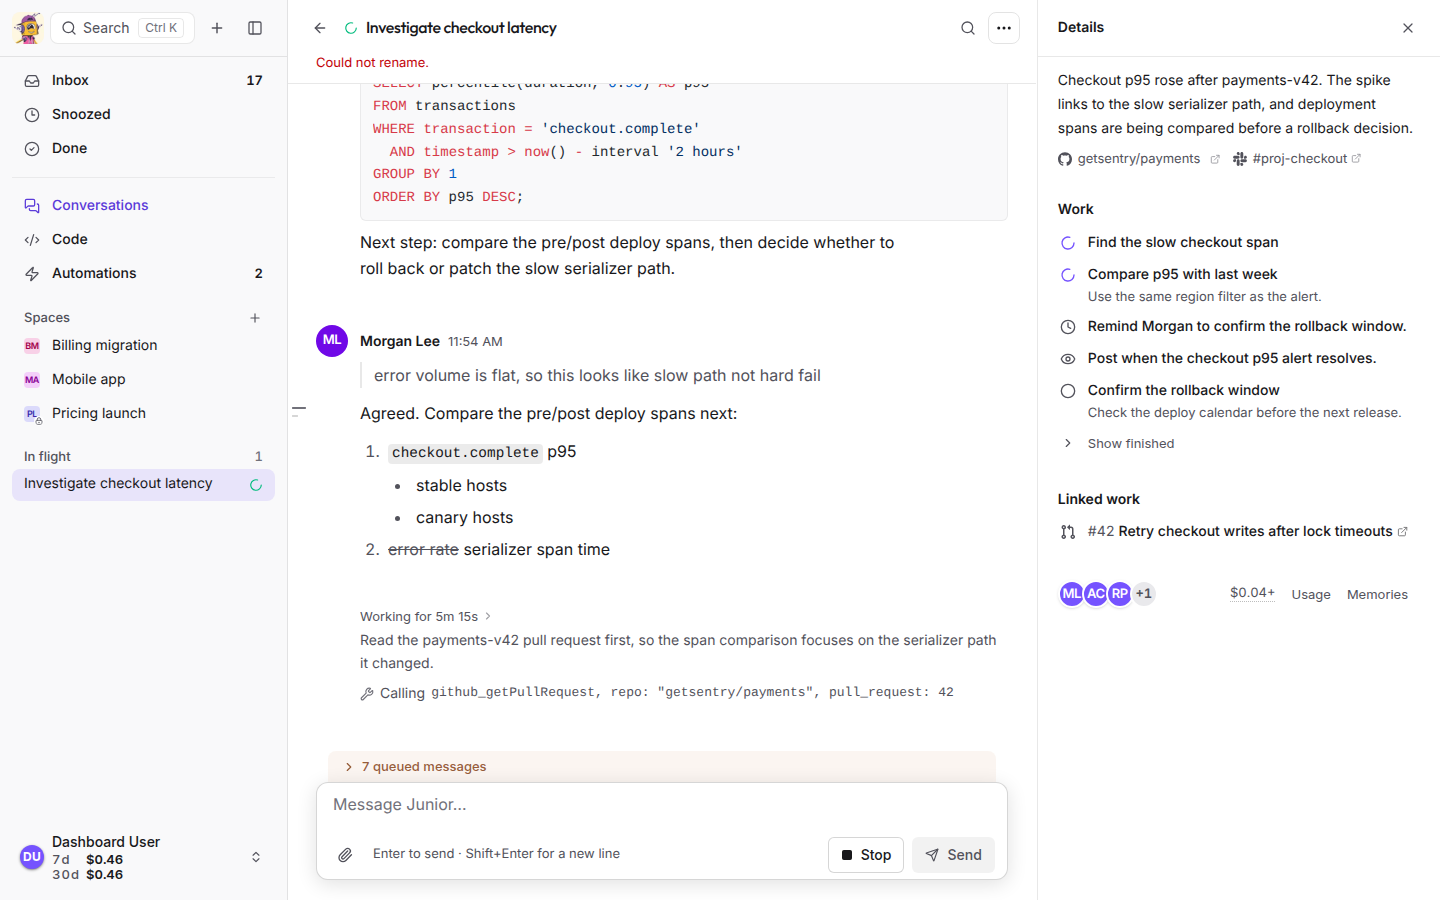 Search Ctrl K
Inbox 17
Snoozed
Done
Conversations
Code
Automations 2
Spaces
BM Billing migration
MA Mobile app
PL Pricing launch
In flight 1
Investigate checkout latency
DU Dashboard User
7d $0.46
30d $0.46
Investigate checkout latency
Could not rename.
SELECT percentile(duration, 0.95) AS p95
FROM transactions
WHERE transaction = 'checkout.complete'
AND timestamp > now() - interval '2 hours'
GROUP BY 1
ORDER BY p95 DESC;
Next step: compare the pre/post deploy spans, then decide whether to
roll back or patch the slow serializer path.
ML Morgan Lee 11:54 AM
error volume is flat, so this looks like slow path not hard fail
Agreed. Compare the pre/post deploy spans next:
1. checkout.complete p95
• stable hosts
• canary hosts
2. error rate serializer span time
Working for 5m 15s
Read the payments-v42 pull request first, so the span comparison focuses on the serializer path
it changed.
Calling github_getPullRequest, repo: "getsentry/payments", pull_request: 42
7 queued messages
Message Junior...
Enter to send · Shift+Enter for a new line
Stop
Send
Details
Checkout p95 rose after payments-v42. The spike
links to the slow serializer path, and deployment
spans are being compared before a rollback decision.
getsentry/payments #proj-checkout
Work
Find the slow checkout span
Compare p95 with last week
Use the same region filter as the alert.
Remind Morgan to confirm the rollback window.
Post when the checkout p95 alert resolves.
Confirm the rollback window
Check the deploy calendar before the next release.
Show finished
Linked work
#42 Retry checkout writes after lock timeouts
ML AC RP +1 $0.04+ Usage Memories